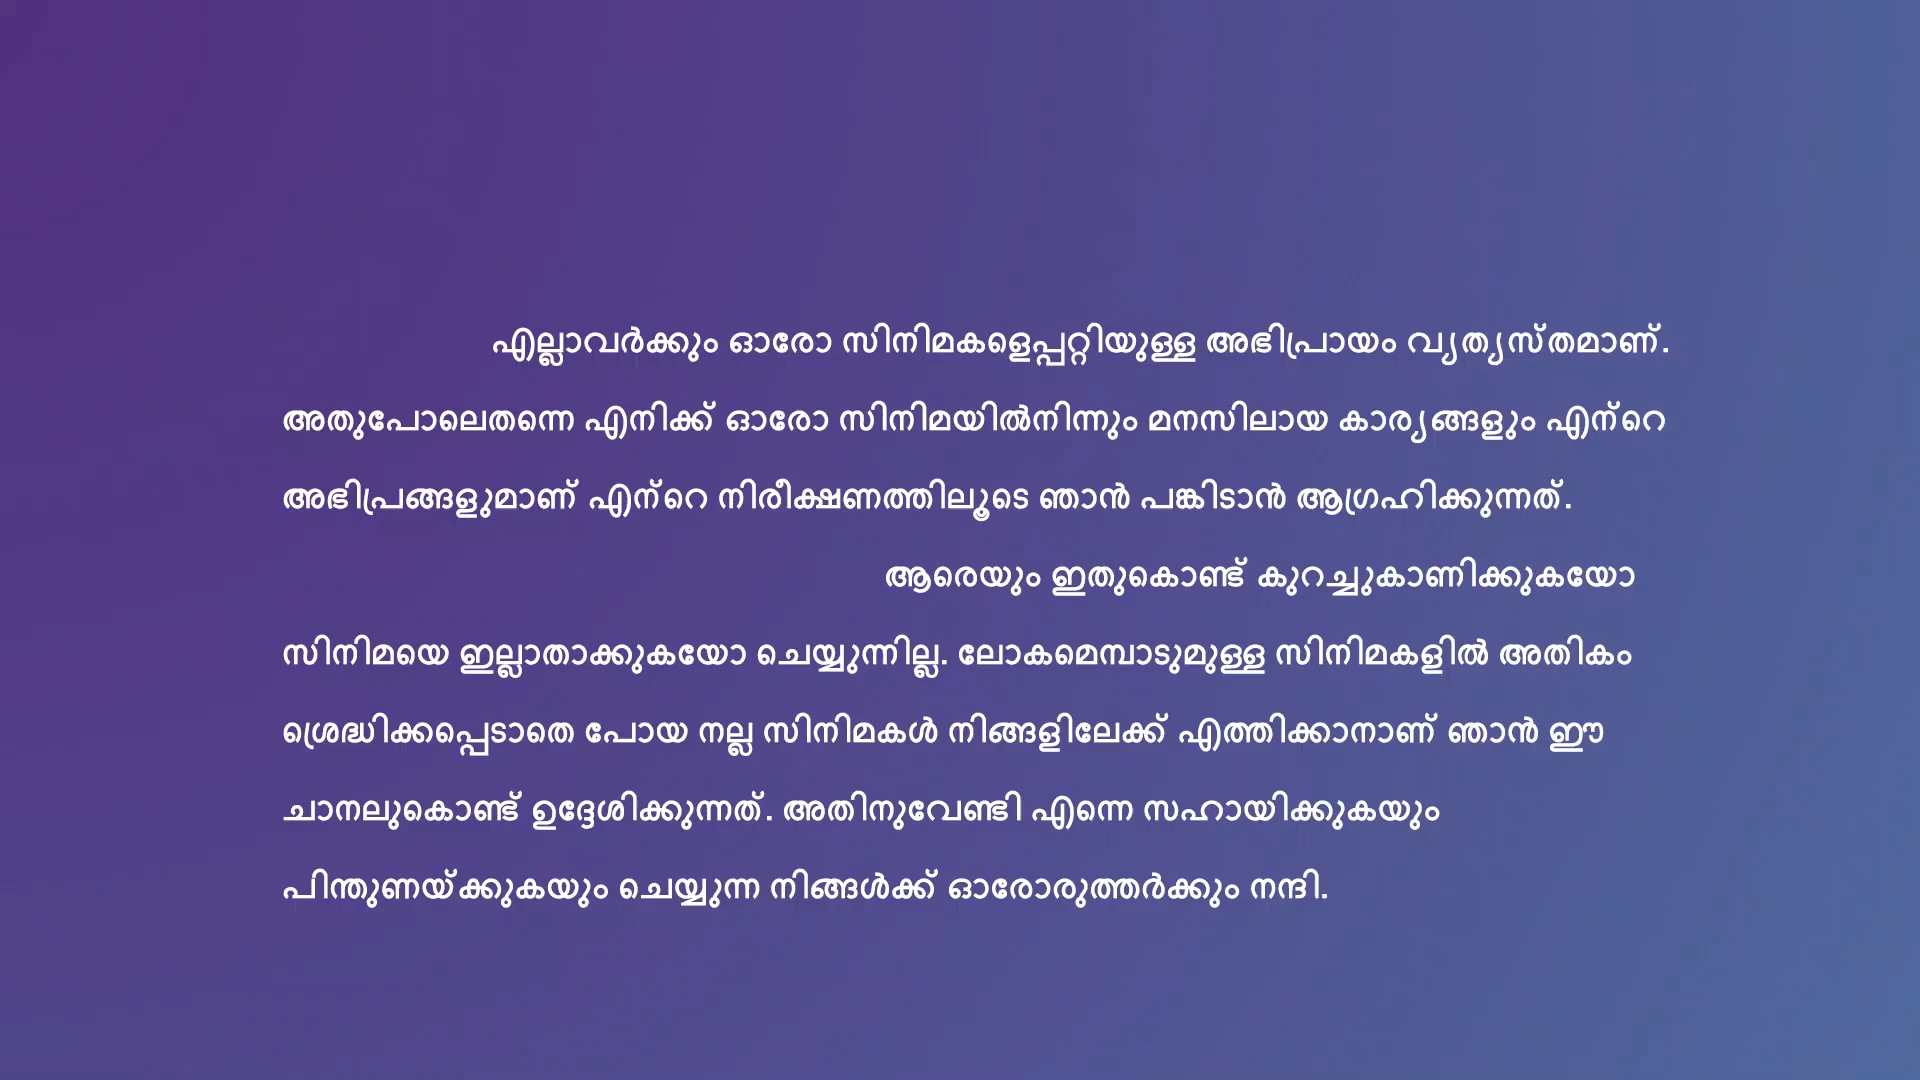 എല്ലാവർക്കും ഓരോ സിനിമകളെപ്പറ്റിയുള്ള അഭിപ്രായം വ്യത്യസ്തമാണ്.
അതുപോലെതന്നെ എനിക്ക് ഓരോ സിനിമയിൽനിന്നും മനസിലായ കാര്യങ്ങളും എന്റെ
അഭിപ്രങ്ങളുമാണ് എന്റെ നിരീക്ഷണത്തിലൂടെ ഞാൻ പങ്കിടാൻ ആഗ്രഹിക്കുന്നത്.
ആരെയും ഇതുകൊണ്ട് കുറച്ചുകാണിക്കുകയോ
സിനിമയെ ഇല്ലാതാക്കുകയോ ചെയ്യുന്നില്ല. ലോകമെമ്പാടുമുള്ള സിനിമകളിൽ അതികം
ശ്രെദ്ധിക്കപ്പെടാതെ പോയ നല്ല സിനിമകൾ നിങ്ങളിലേക്ക് എത്തിക്കാനാണ് ഞാൻ ഈ
ചാനലുകൊണ്ട് ഉദ്ദേശിക്കുന്നത്. അതിനുവേണ്ടി എന്നെ സഹായിക്കുകയും
പിന്തുണയ്ക്കുകയും ചെയ്യുന്ന നിങ്ങൾക്ക് ഓരോരുത്തർക്കും നന്ദി.